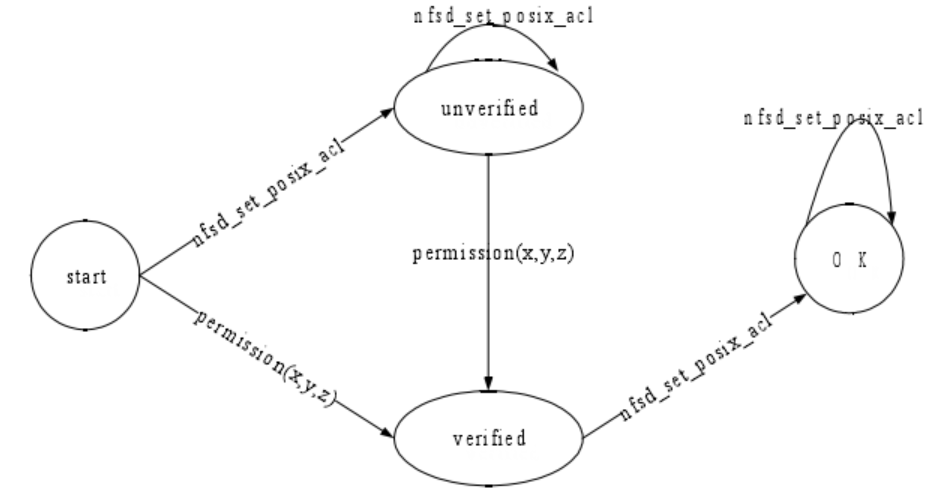 nfsd_set_posix_acl
unverified
nfsd_set_posix_acl
nfsd_set_posix_acl
permission(x,y,z)
start
O K
permission(x,y,z)
nfsd_set_posix_acl
verified